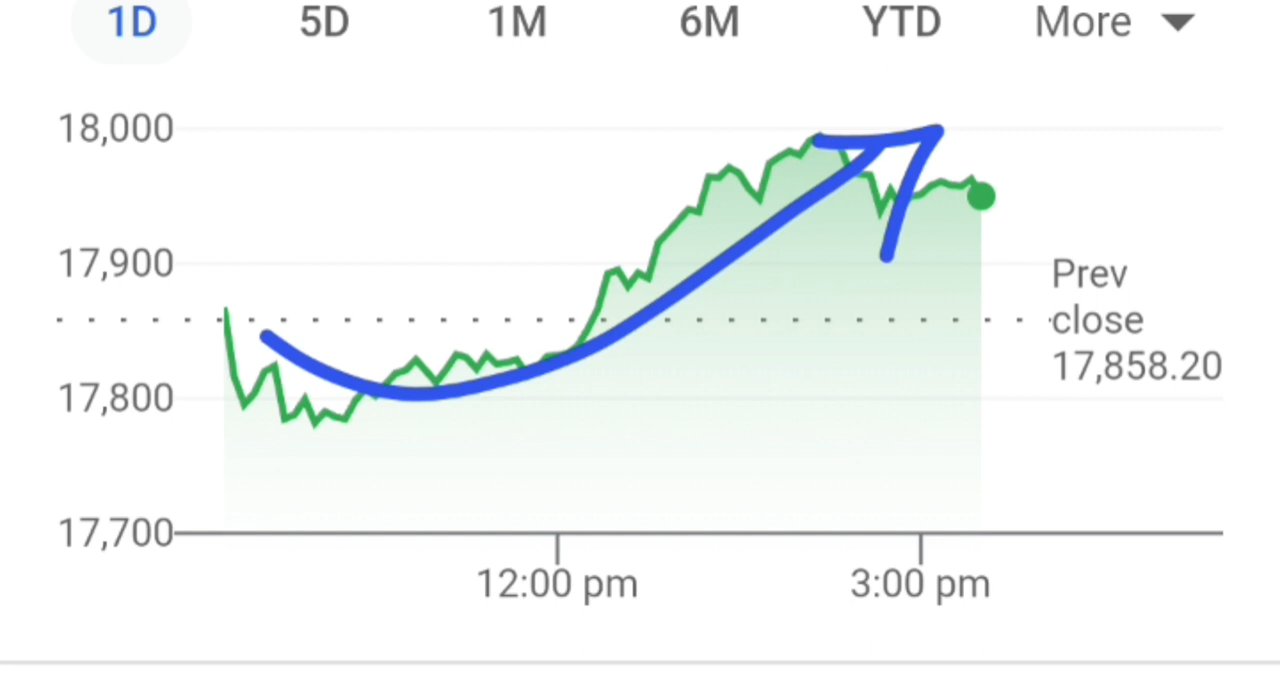 1D 5D 1M 6M YTD More
18,000
17,900
17,800
17,700
Prev
close
17,858.20
12:00 pm 3:00 pm